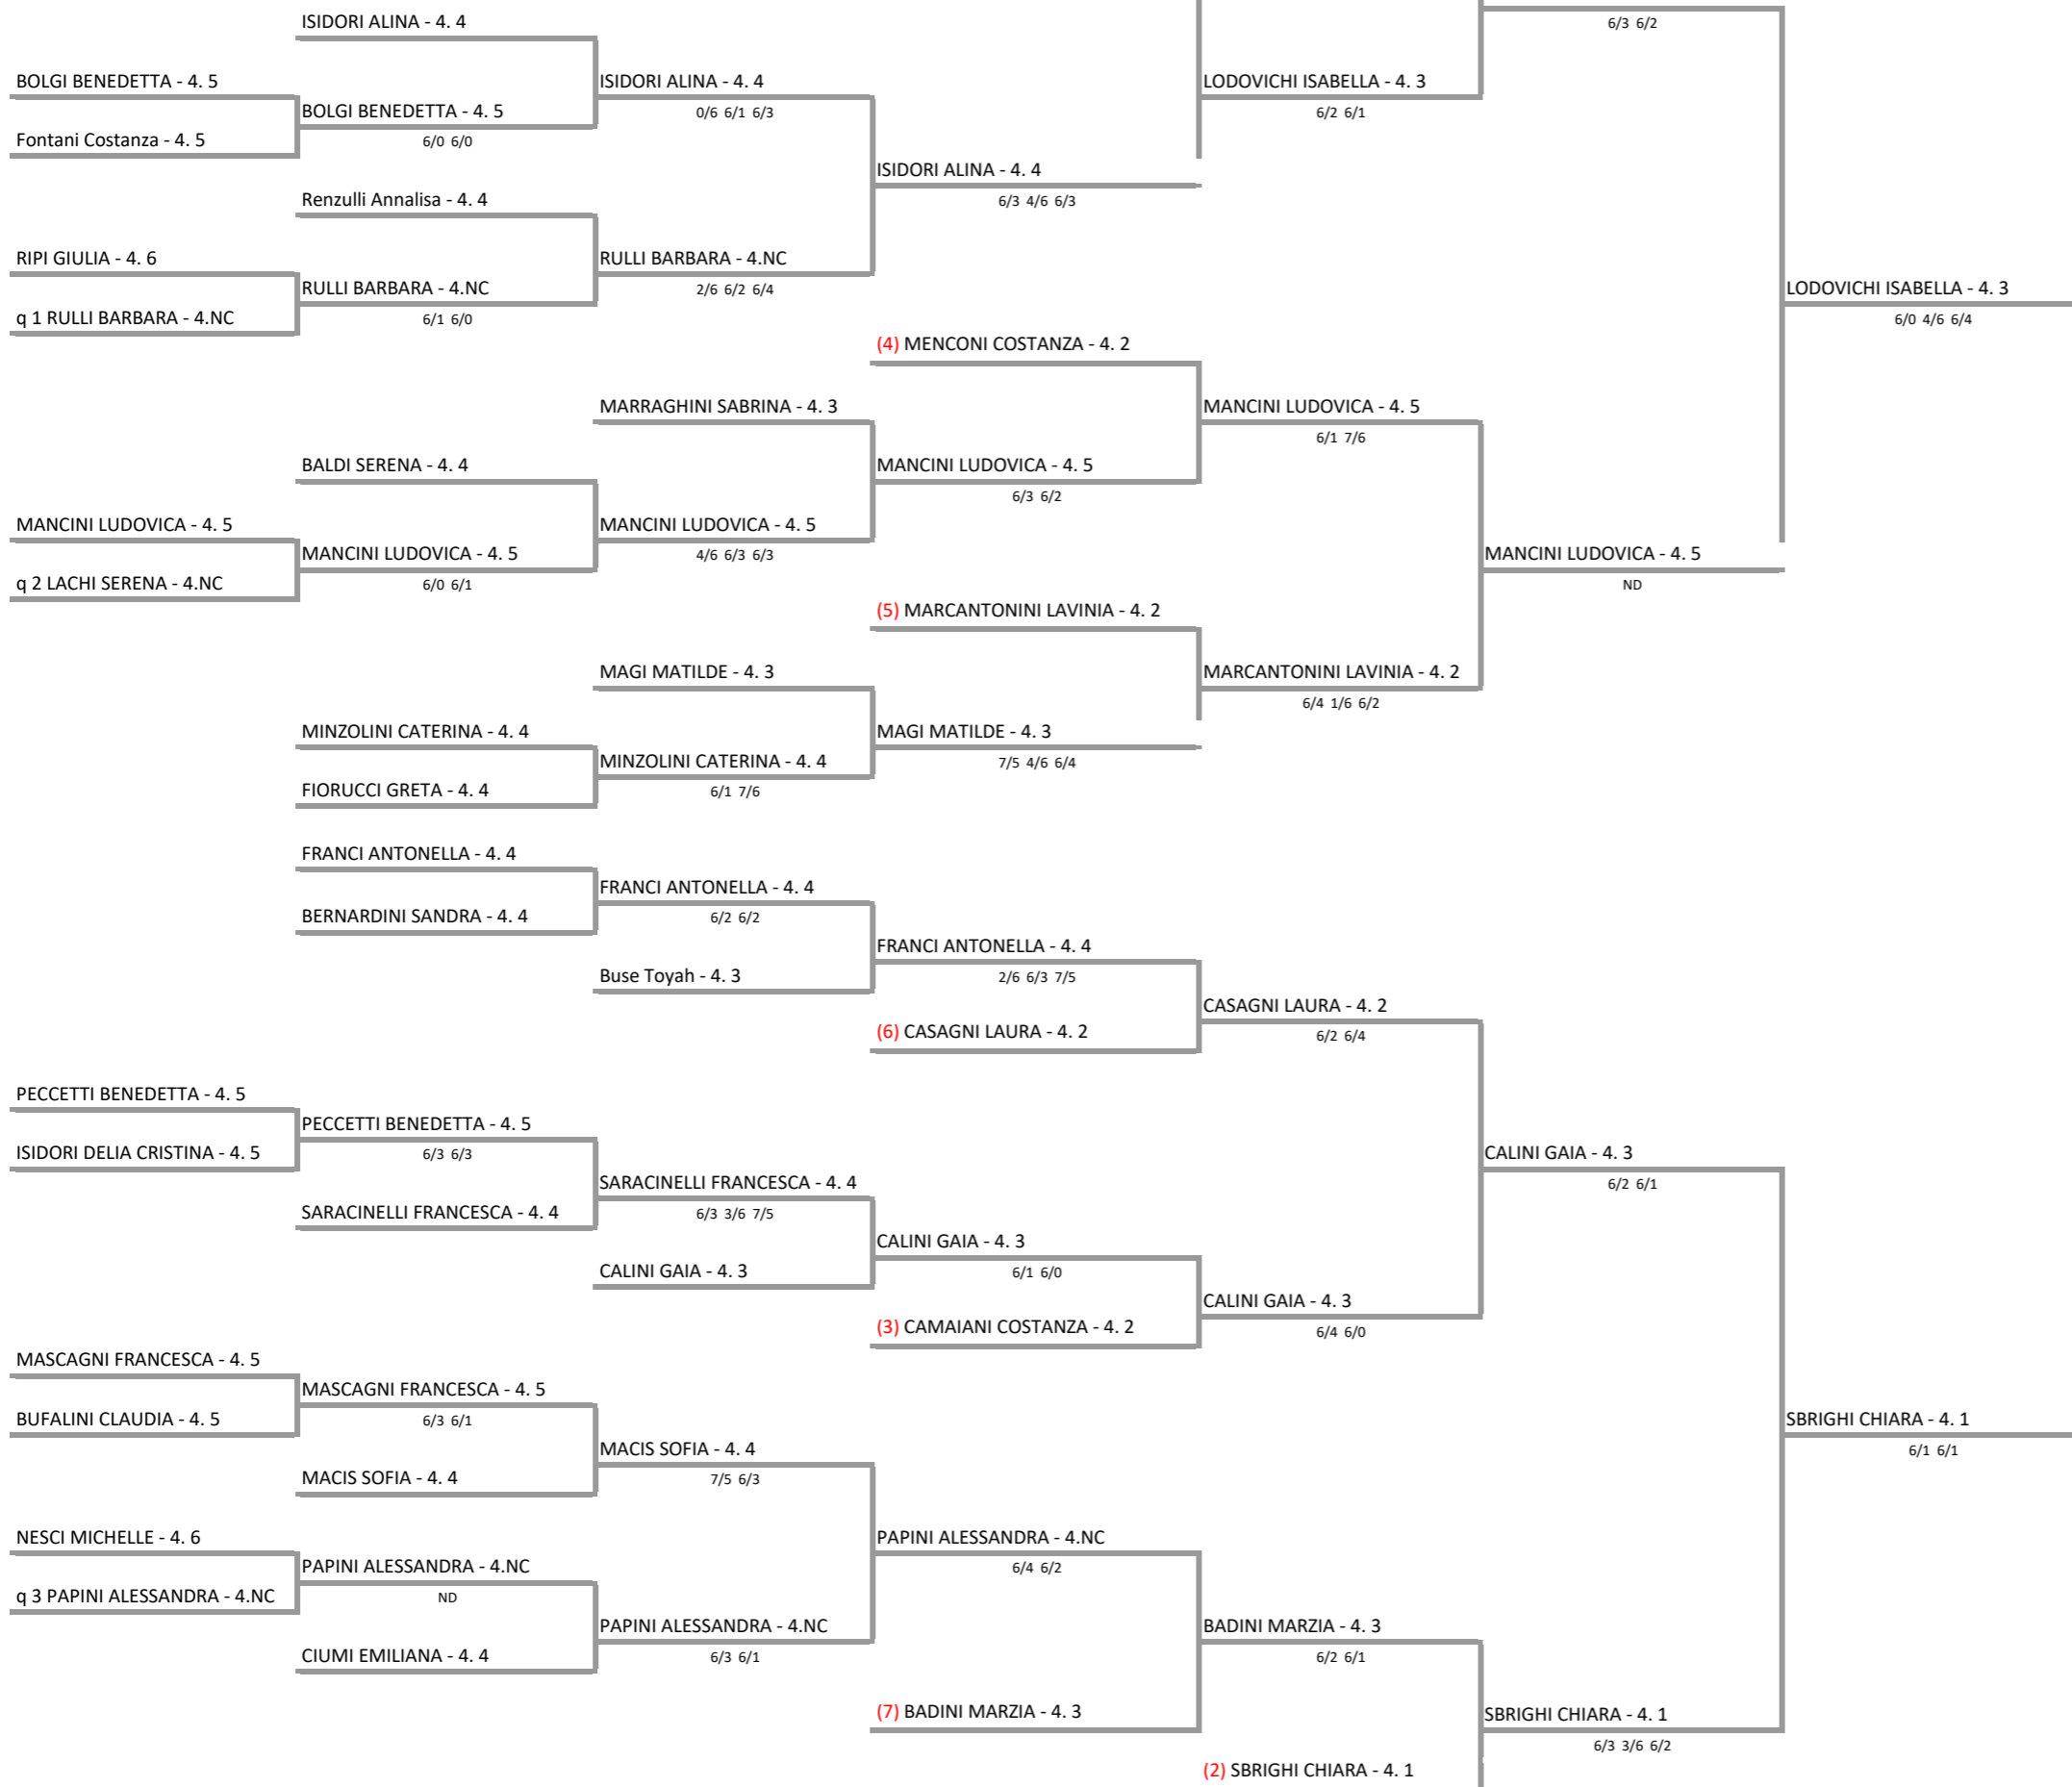 6/3 6/2
ISIDORI ALINA - 4. 4
BOLGI BENEDETTA - 4. 5
ISIDORI ALINA - 4. 4
LODOVICHI ISABELLA - 4. 3
BOLGI BENEDETTA - 4. 5
0/6 6/1 6/3
6/2 6/1
Fontani Costanza - 4. 5
6/0 6/0
ISIDORI ALINA - 4. 4
Renzulli Annalisa - 4. 4
6/3 4/6 6/3
RIPI GIULIA - 4. 6
RULLI BARBARA - 4.NC
RULLI BARBARA - 4.NC
2/6 6/2 6/4
LODOVICHI ISABELLA - 4. 3
q 1 RULLI BARBARA - 4.NC
6/1 6/0
6/0 4/6 6/4
(4) MENCONI COSTANZA - 4. 2
MARRAGHINI SABRINA - 4. 3
MANCINI LUDOVICA - 4. 5
6/1 7/6
BALDI SERENA - 4. 4
MANCINI LUDOVICA - 4. 5
6/3 6/2
MANCINI LUDOVICA - 4. 5
MANCINI LUDOVICA - 4. 5
MANCINI LUDOVICA - 4. 5
4/6 6/3 6/3
MANCINI LUDOVICA - 4. 5
q 2 LACHI SERENA - 4.NC
6/0 6/1
ND
(5) MARCANTONINI LAVINIA - 4. 2
MAGI MATILDE - 4. 3
MARCANTONINI LAVINIA - 4. 2
6/4 1/6 6/2
MINZOLINI CATERINA - 4. 4
MAGI MATILDE - 4. 3
MINZOLINI CATERINA - 4. 4
7/5 4/6 6/4
FIORUCCI GRETA - 4. 4
6/1 7/6
FRANCI ANTONELLA - 4. 4
FRANCI ANTONELLA - 4. 4
BERNARDINI SANDRA - 4. 4
6/2 6/2
FRANCI ANTONELLA - 4. 4
Buse Toyah - 4. 3
2/6 6/3 7/5
CASAGNI LAURA - 4. 2
(6) CASAGNI LAURA - 4. 2
6/2 6/4
PECCETTI BENEDETTA - 4. 5
PECCETTI BENEDETTA - 4. 5
ISIDORI DELIA CRISTINA - 4. 5
6/3 6/3
CALINI GAIA - 4. 3
SARACINELLI FRANCESCA - 4. 4
6/2 6/1
SARACINELLI FRANCESCA - 4. 4
6/3 3/6 7/5
CALINI GAIA - 4. 3
CALINI GAIA - 4. 3
6/1 6/0
CALINI GAIA - 4. 3
(3) CAMAIANI COSTANZA - 4. 2
6/4 6/0
MASCAGNI FRANCESCA - 4. 5
MASCAGNI FRANCESCA - 4. 5
BUFALINI CLAUDIA - 4. 5
6/3 6/1
SBRIGHI CHIARA - 4. 1
MACIS SOFIA - 4. 4
6/1 6/1
MACIS SOFIA - 4. 4
7/5 6/3
NESCI MICHELLE - 4. 6
PAPINI ALESSANDRA - 4.NC
PAPINI ALESSANDRA - 4.NC
6/4 6/2
q 3 PAPINI ALESSANDRA - 4.NC
ND
PAPINI ALESSANDRA - 4.NC
BADINI MARZIA - 4. 3
CIUMI EMILIANA - 4. 4
6/3 6/1
6/2 6/1
(7) BADINI MARZIA - 4. 3
SBRIGHI CHIARA - 4. 1
6/3 3/6 6/2
(2) SBRIGHI CHIARA - 4. 1